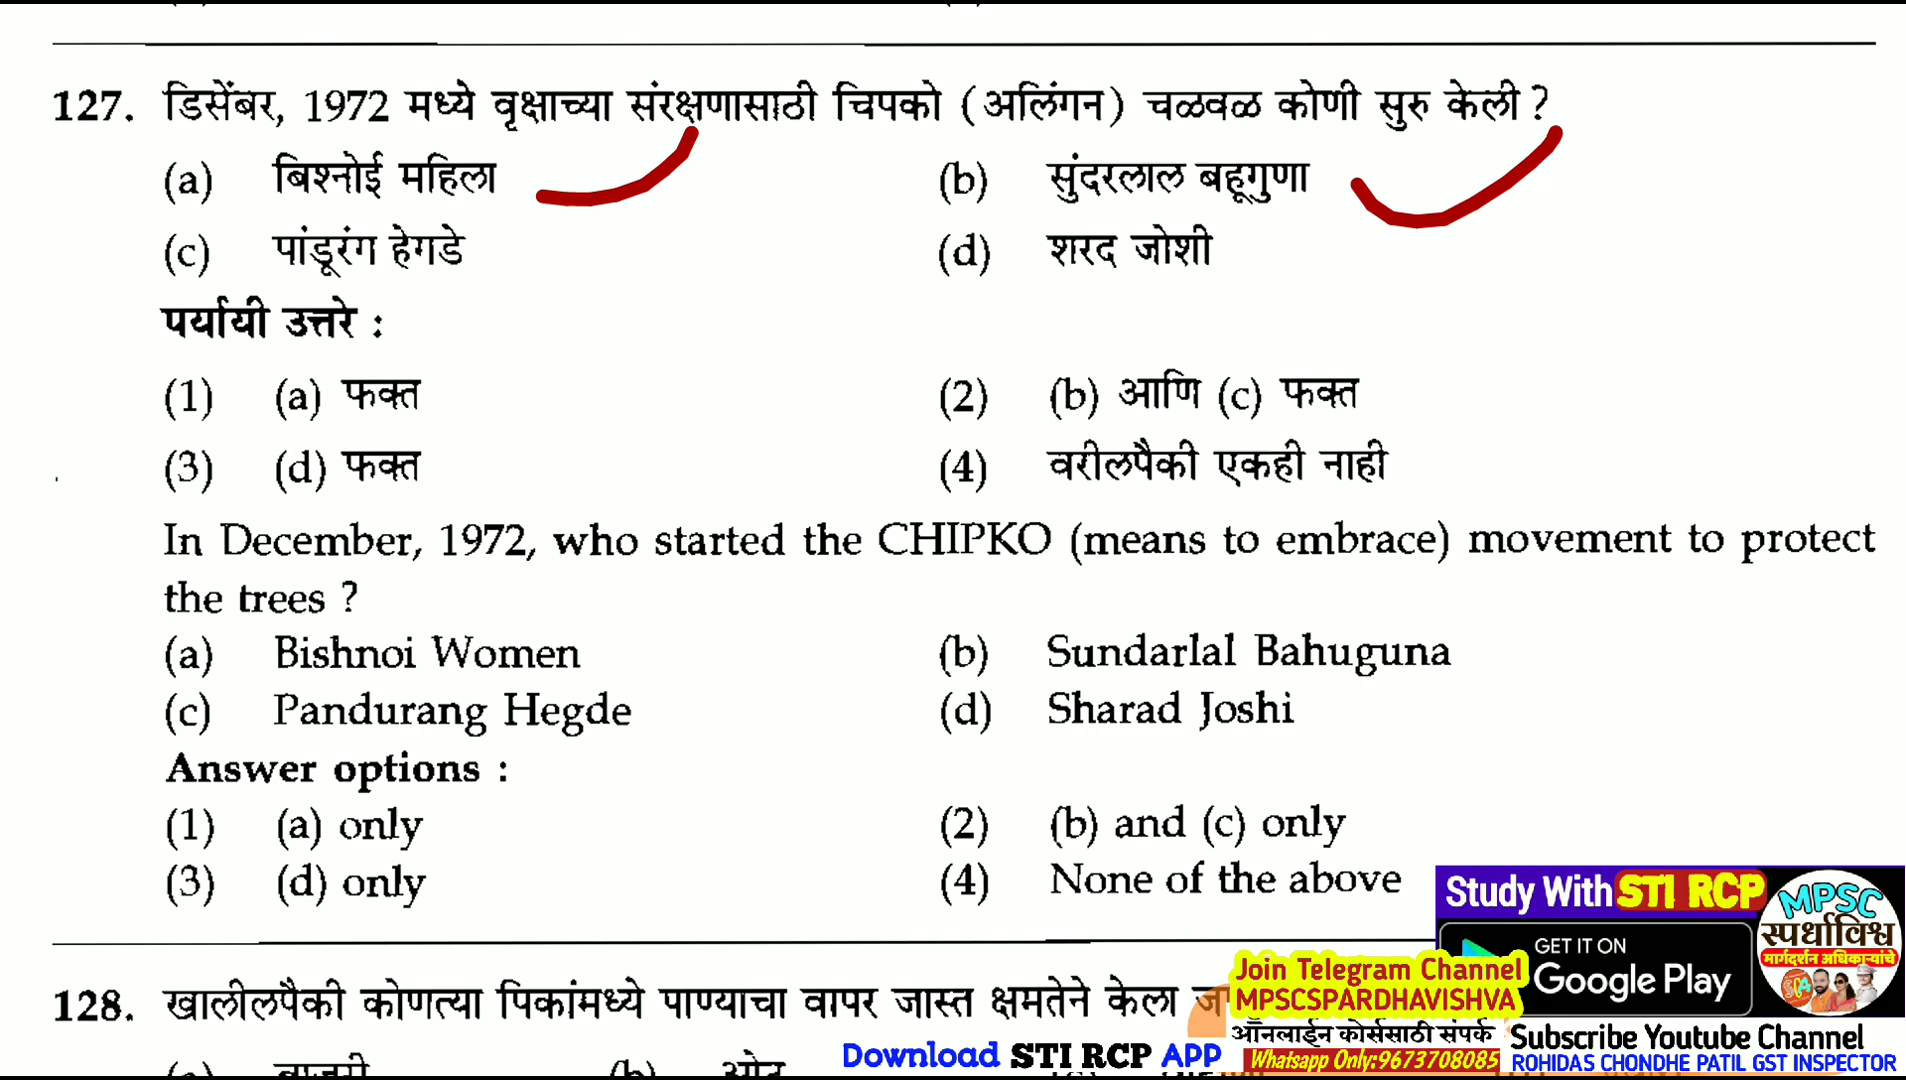 127. डिसेंबर, 1972 मध्ये वृक्षाच्या संरक्षणासाठी चिपको (अलिंगन) चळवळ कोणी सुरु केली ?
(a) बिश्नोई महिला (b) सुंदरलाल बहूगुणा
(c) पांडूरंग हेगडे (d) शरद जोशी
पर्यायी उत्तरे :
(1) (a) फक्त (2) (b) आणि (c) फक्त
(3) (d) फक्त (4) वरीलपैकी एकही नाही
In December, 1972, who started the CHIPKO (means to embrace) movement to protect
the trees ?
(a) Bishnoi Women (b) Sundarlal Bahuguna
(c) Pandurang Hegde (d) Sharad Joshi
Answer options :
(1) (a) only (2) (b) and (c) only
(3) (d) only (4) None of the above
Study With STI RCP
MPSC
स्पर्धाविश्व
मार्गदर्शन अधिकाऱ्यांचे
GET IT ON
Google Play
128. खालीलपैकी कोणत्या पिकांमध्ये पाण्याचा वापर जास्त क्षमतेने केला
Join Telegram Channel
MPSCSPARDHAVISHVA
ऑनलाईन कोर्ससाठी संपर्क
Whatsapp Only:9673708085
Download STI RCP APP
Subscribe Youtube Channel
ROHIDAS CHONDHE PATIL GST INSPECTOR